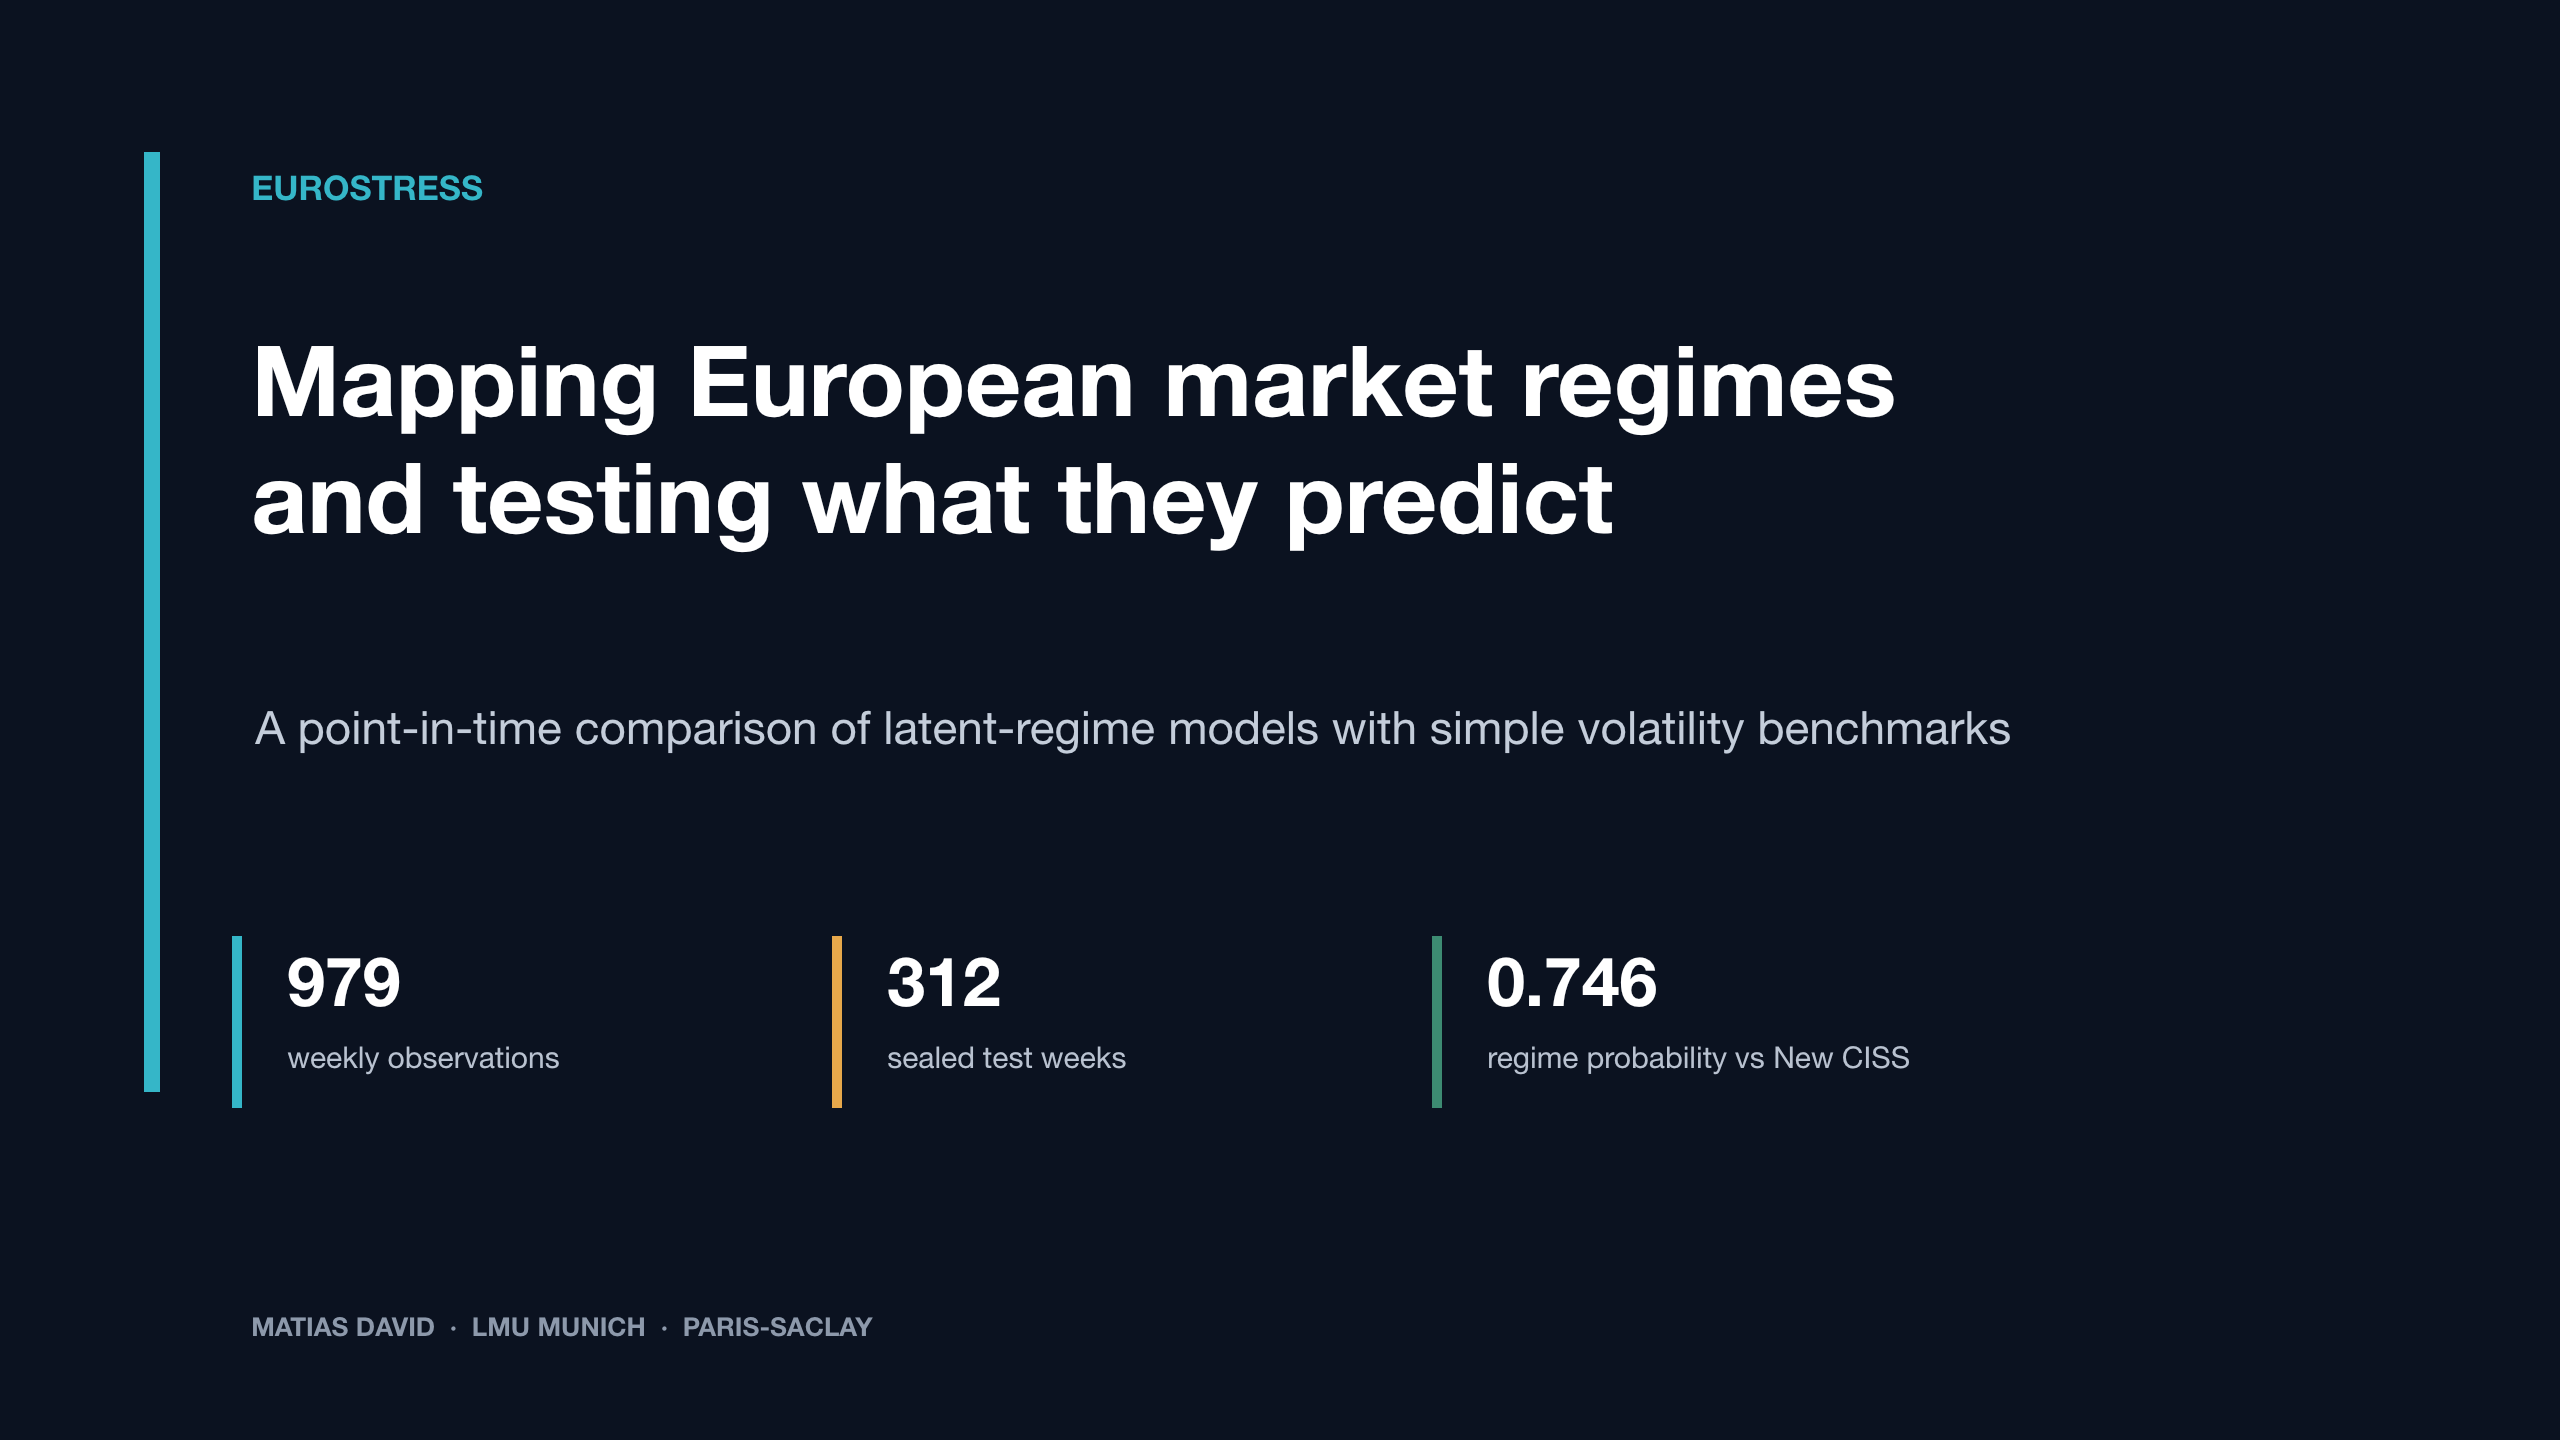 EUROSTRESS
Mapping European market regimes
and testing what they predict
A point-in-time comparison of latent-regime models with simple volatility benchmarks
979
weekly observations
312
sealed test weeks
0.746
regime probability vs New CISS
MATIAS DAVID · LMU MUNICH · PARIS-SACLAY